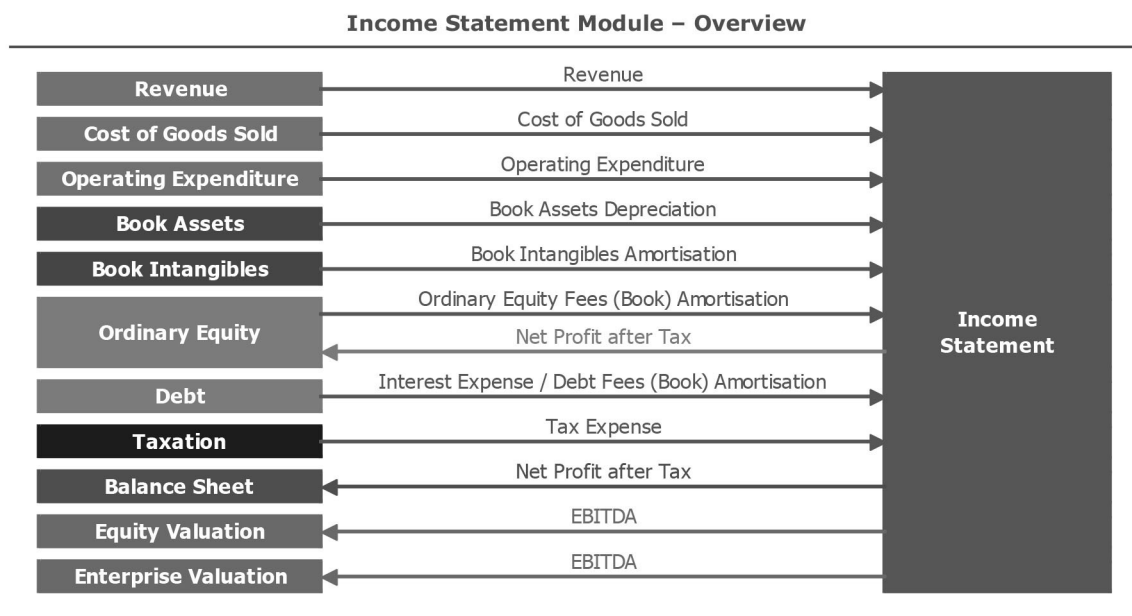 Income Statement Module – Overview
Revenue
Revenue
Cost of Goods Sold
Cost of Goods Sold
Operating Expenditure
Operating Expenditure
Book Assets
Book Assets Depreciation
Book Intangibles
Book Intangibles Amortisation
Ordinary Equity
Ordinary Equity Fees (Book) Amortisation
Net Profit after Tax
Debt
Interest Expense / Debt Fees (Book) Amortisation
Taxation
Tax Expense
Balance Sheet
Net Profit after Tax
Equity Valuation
EBITDA
Enterprise Valuation
EBITDA
Income
Statement